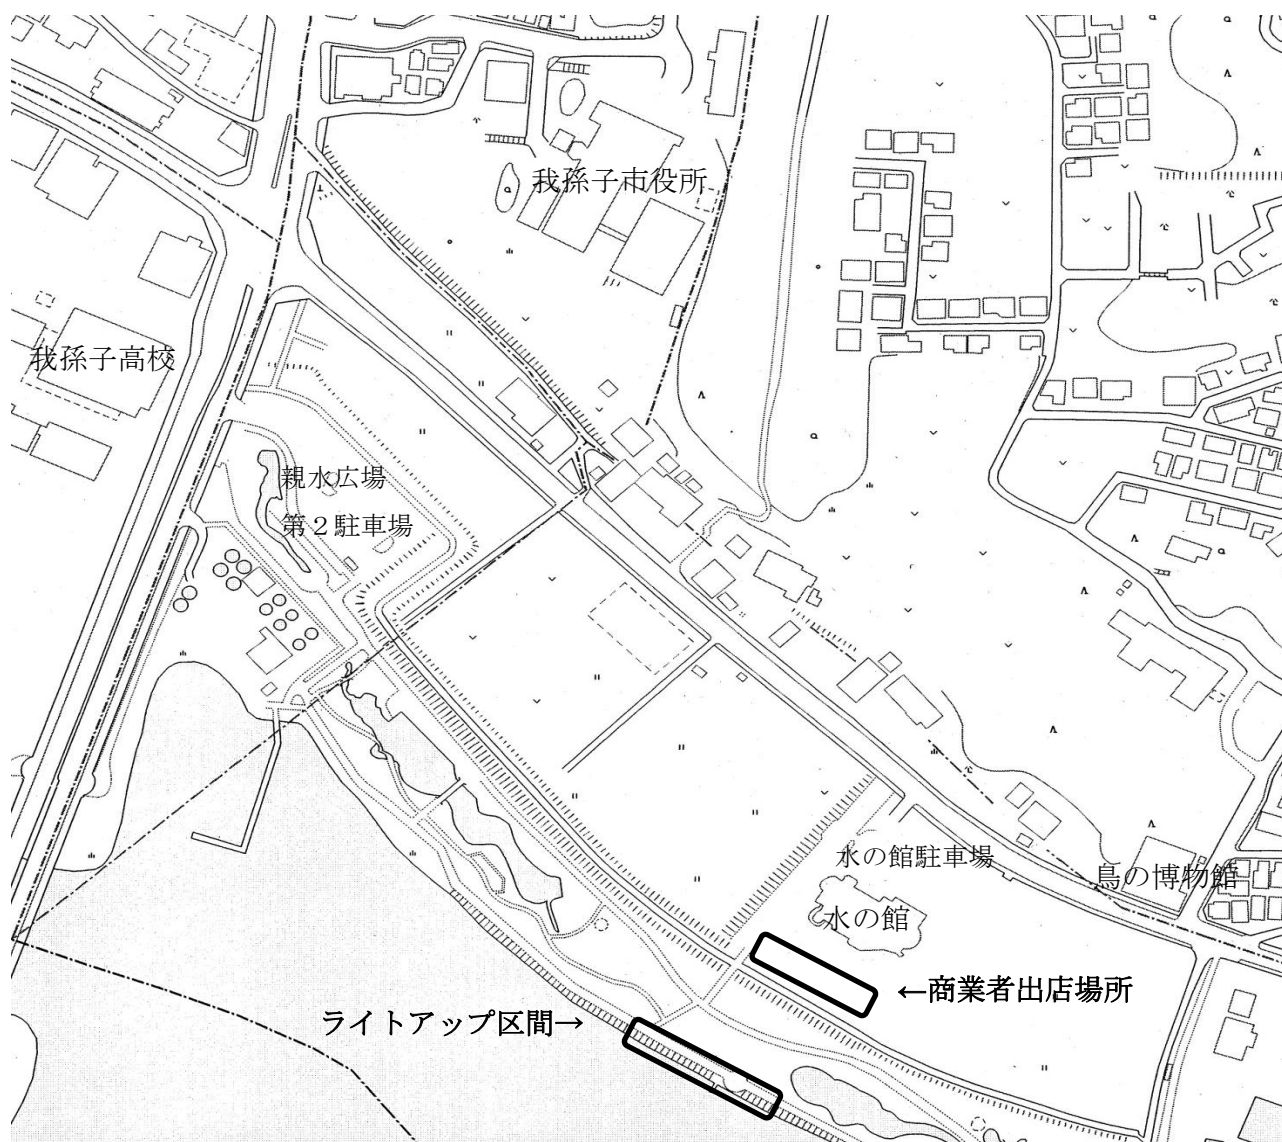 我孫子市役所
我孫子高校
親水広場
第２駐車場
水の館駐車場
鳥の博物館
水の館
←商業者出店場所
ライトアップ区間→